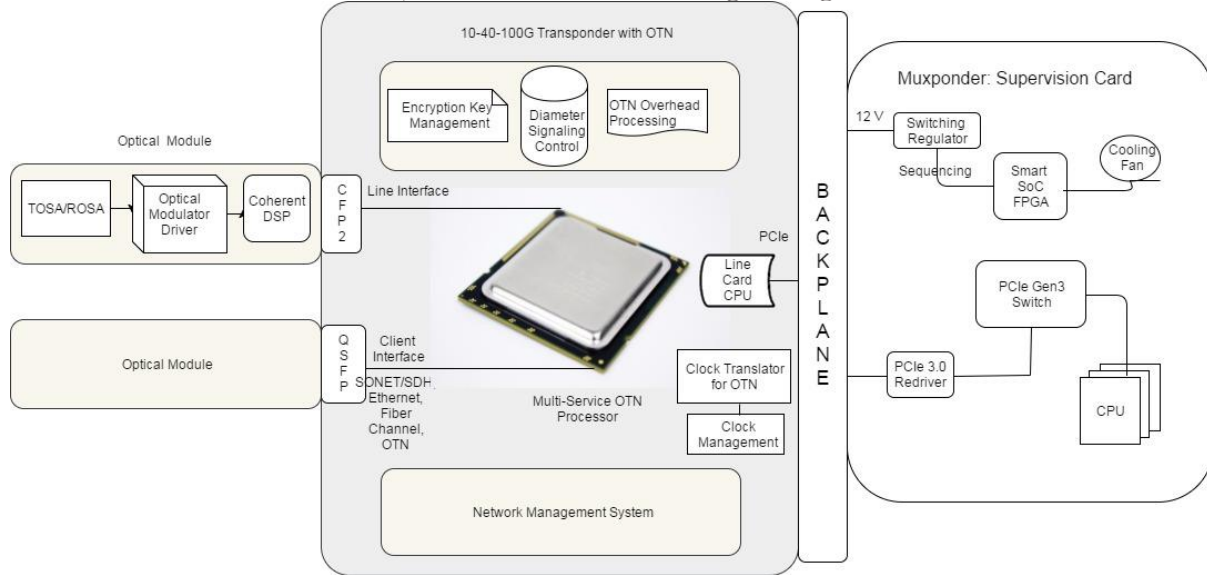 10-40-100G Transponder with OTN
Encryption Key
Management
Diameter
Signaling
Control
OTN Overhead
Processing
Optical Module
TOSA/ROSA
Optical
Modulator
Driver
Coherent
DSP
C
F
P
2
Line Interface
Optical Module
Q
S
F
P
Client
Interface
SONET/SDH,
Ethernet,
Fiber
Channel,
OTN
Multi-Service OTN
Processor
PCIe
Line
Card
CPU
Clock Translator
for OTN
Clock
Management
Network Management System
B
A
C
K
P
L
A
N
E
Muxponder: Supervision Card
12 V
Switching
Regulator
Sequencing
Smart
SoC
FPGA
Cooling
Fan
PCIe Gen3
Switch
PCIe 3.0
Redriver
CPU